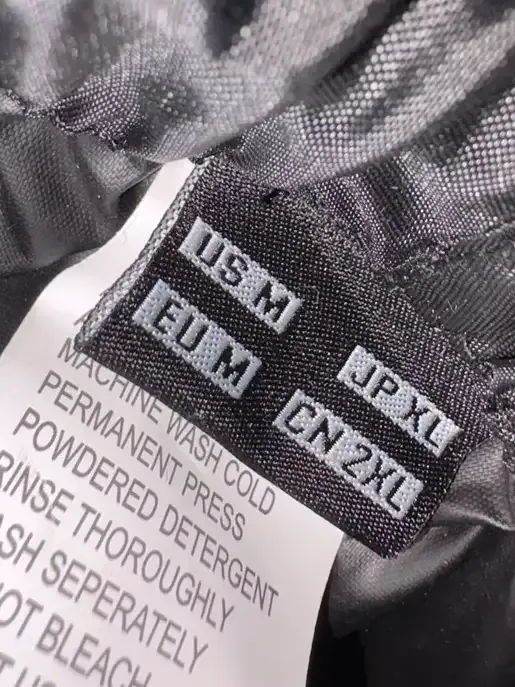 US M
EU M
JP XL
CN 2XL
MACHINE WASH COLD
PERMANENT PRESS
POWDERED DETERGENT
RINSE THOROUGHLY
SEPERATELY
BLEACH